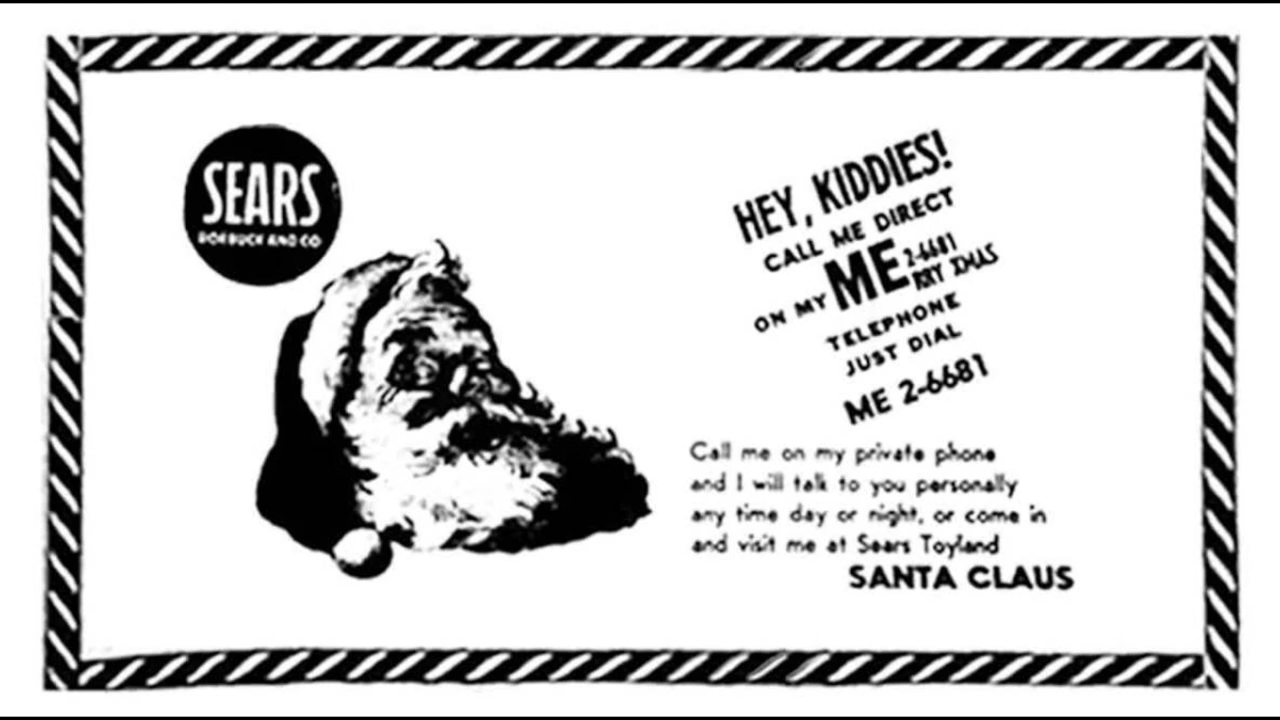 SEARS
ROEBUCK AND CO
HEY, KIDDIES!
CALL ME DIRECT
ON MY ME 2-6681
RRY XMAS
TELEPHONE
JUST DIAL
ME 2-6681
Call me on my private phone
and I will talk to you personally
any time day or night, or come in
and visit me at Sears Toyland
SANTA CLAUS